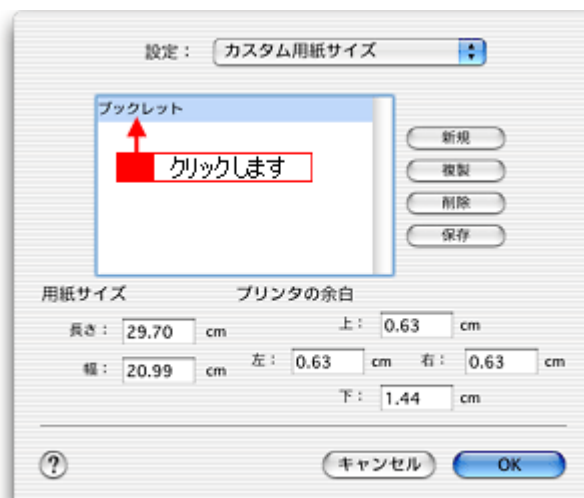 設定： カスタム用紙サイズ
ブックレット
クリックします
新規
複製
削除
保存
用紙サイズ
プリンタの余白
長さ： 29.70 cm
幅： 20.99 cm
上： 0.63 cm
左： 0.63 cm 右： 0.63 cm
下： 1.44 cm
? キャンセル OK